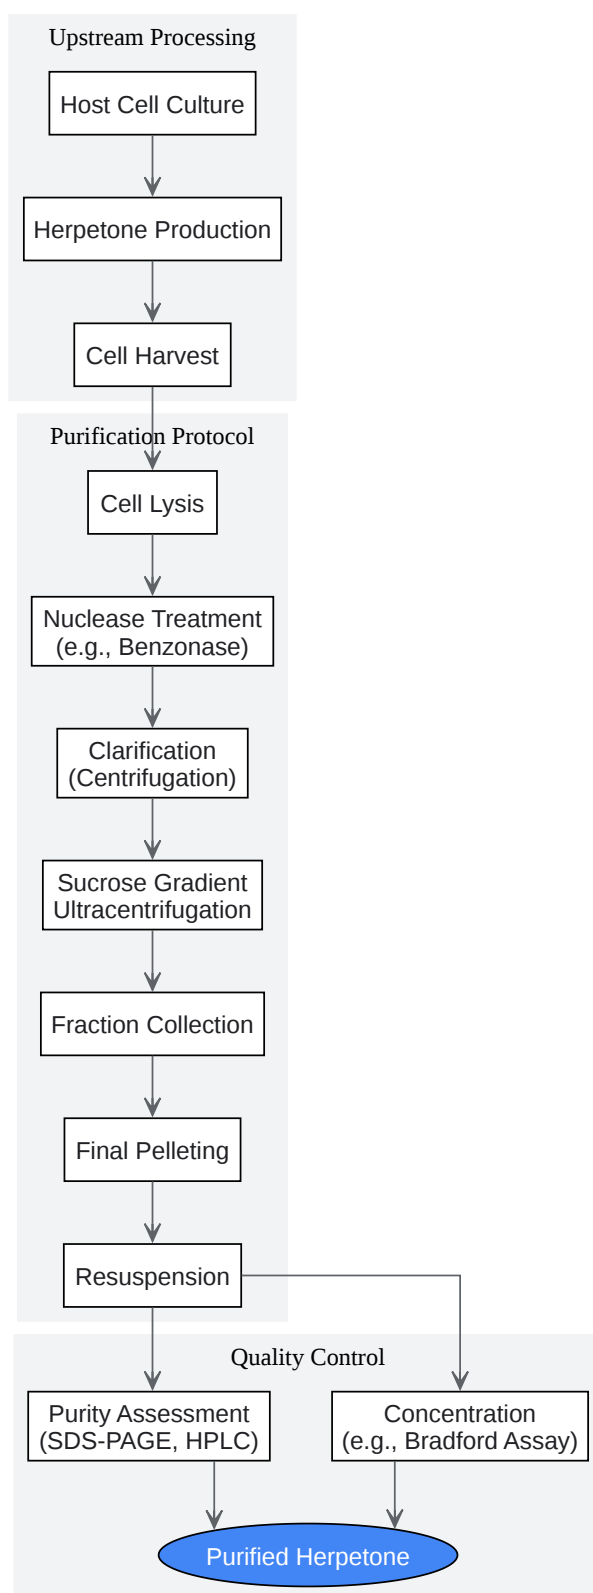 Upstream Processing
Host Cell Culture
Herpetone Production
Cell Harvest
Purification Protocol
Cell Lysis
Nuclease Treatment
(e.g., Benzonase)
Clarification
(Centrifugation)
Sucrose Gradient
Ultracentrifugation
Fraction Collection
Final Pelleting
Resuspension
Quality Control
Purity Assessment
(SDS-PAGE, HPLC)
Concentration
(e.g., Bradford Assay)
Purified Herpetone